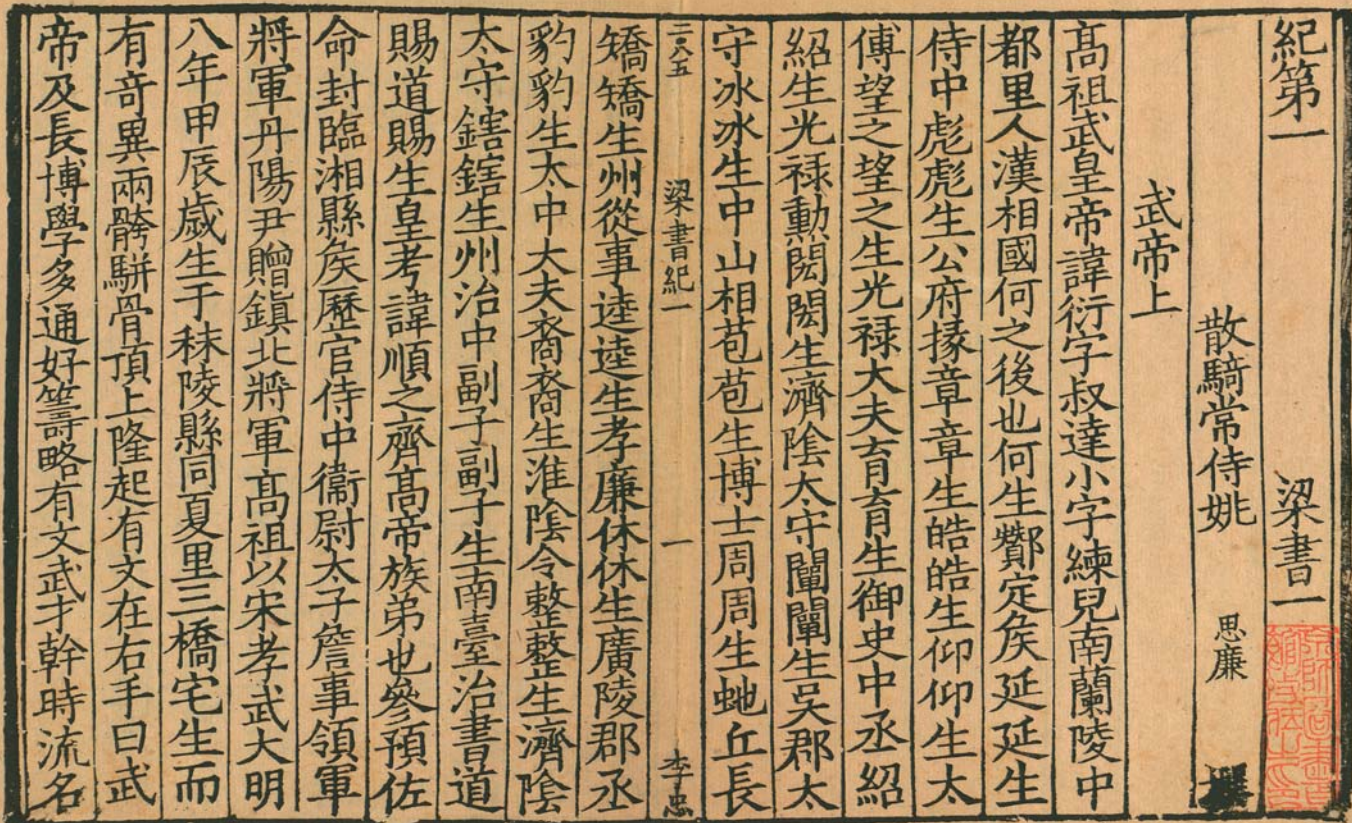 紀第一 梁書一
散騎常侍姚 思廉 撰
武帝上
髙祖武皇帝諱衍字叔達小字練兒南蘭陵中
都里人漢相國何之後也何生酇定矦延延生
侍中彪彪生公府掾章章生皓皓生仰仰生太
傅望之望之生光禄大夫育育生御史中丞紹
紹生光禄勳閎閎生濟隂太守闡闡生吴郡太
守冰冰生中山相苞苞生博士周周生虵丘長
二八五 梁書紀一 一 李忠
矯矯生州從事逵逵生孝廉休休生廣陵郡丞
豹豹生太中大夫裔裔生淮陰令整整生濟陰
太守鎋鎋生州治中副子副子生南臺治書道
賜道賜生皇考諱順之齊髙帝族弟也參預佐
命封臨湘縣矦歷官侍中衞尉太子詹事領軍
將軍丹陽尹贈鎮北將軍髙祖以宋孝武大明
八年甲辰歲生于秣陵縣同夏里三橋宅生而
有竒異兩骻駢骨頂上隆起有文在右手曰武
帝及長博學多通好籌略有文武才幹時流名